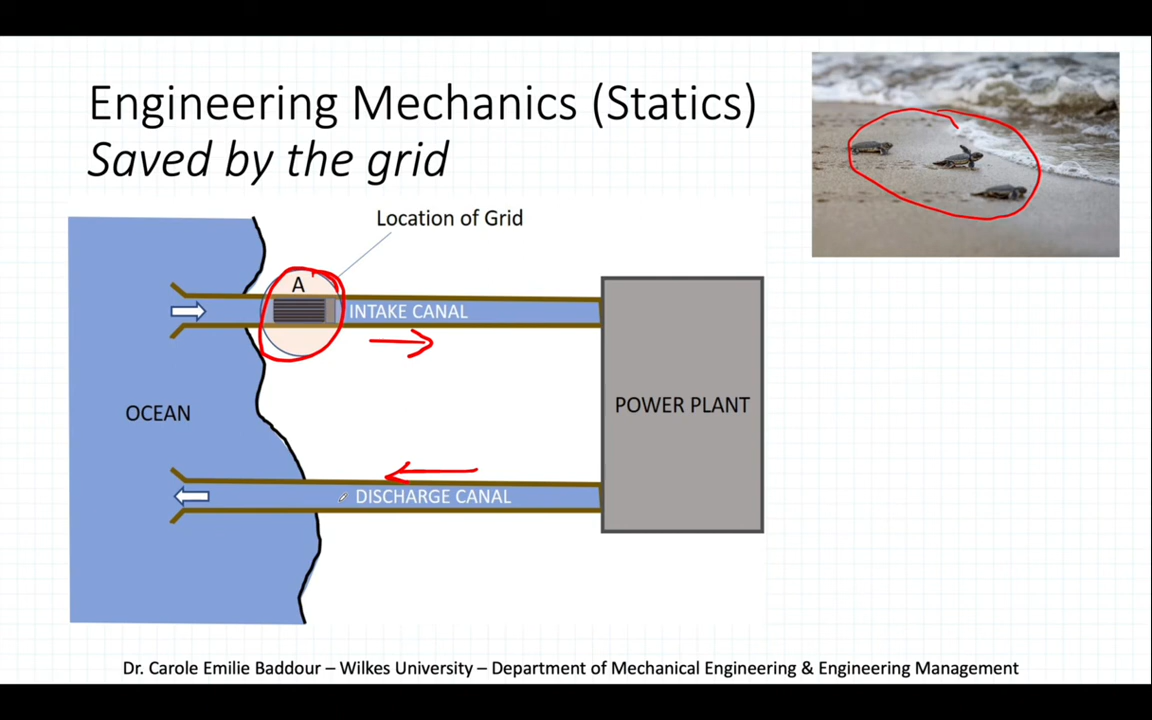 Engineering Mechanics (Statics)
Saved by the grid
Location of Grid
A
INTAKE CANAL
OCEAN
POWER PLANT
DISCHARGE CANAL
Dr. Carole Emilie Baddour – Wilkes University – Department of Mechanical Engineering & Engineering Management